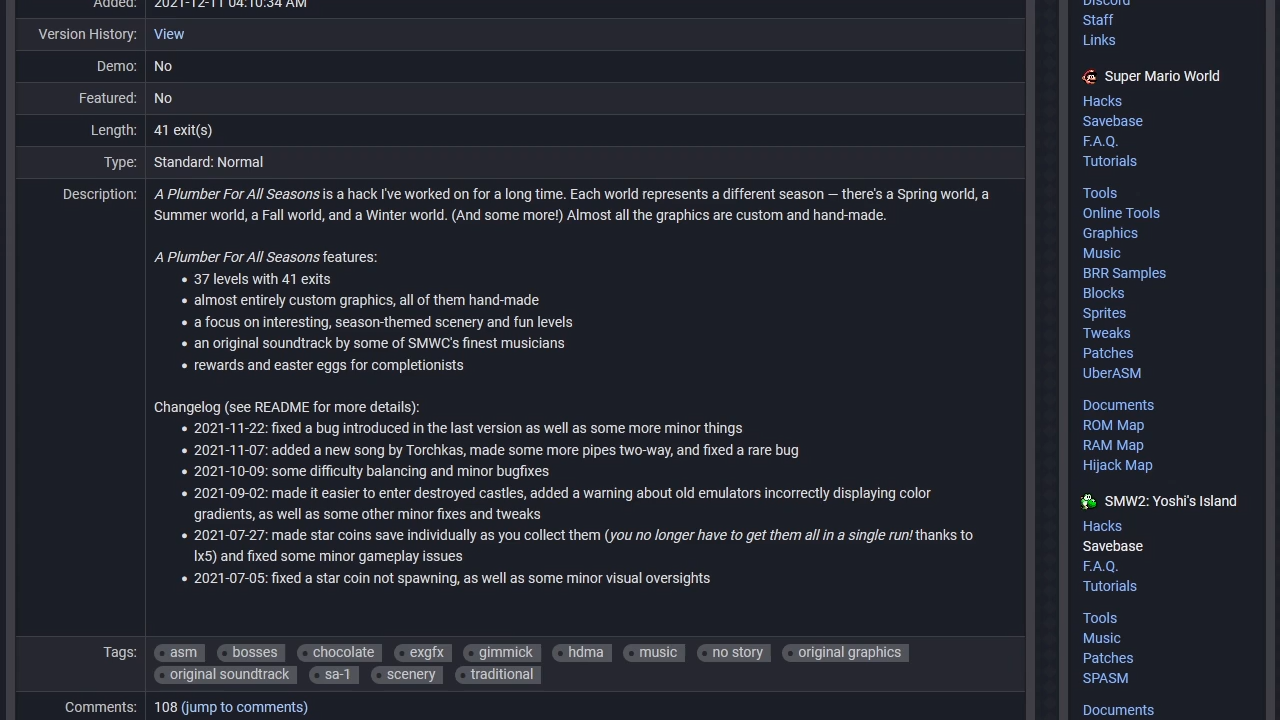 Added: 2021-12-11 04:10:34 AM
Version History: View
Demo: No
Featured: No
Length: 41 exit(s)
Type: Standard: Normal
Description: A Plumber For All Seasons is a hack I've worked on for a long time. Each world represents a different season — there's a Spring world, a
Summer world, a Fall world, and a Winter world. (And some more!) Almost all the graphics are custom and hand-made.
A Plumber For All Seasons features:
• 37 levels with 41 exits
• almost entirely custom graphics, all of them hand-made
• a focus on interesting, season-themed scenery and fun levels
• an original soundtrack by some of SMWC's finest musicians
• rewards and easter eggs for completionists
Changelog (see README for more details):
• 2021-11-22: fixed a bug introduced in the last version as well as some more minor things
• 2021-11-07: added a new song by Torchkas, made some more pipes two-way, and fixed a rare bug
• 2021-10-09: some difficulty balancing and minor bugfixes
• 2021-09-02: made it easier to enter destroyed castles, added a warning about old emulators incorrectly displaying color
gradients, as well as some other minor fixes and tweaks
• 2021-07-27: made star coins save individually as you collect them (you no longer have to get them all in a single run! thanks to
lx5) and fixed some minor gameplay issues
• 2021-07-05: fixed a star coin not spawning, as well as some minor visual oversights
Tags: asm bosses chocolate exgfx gimmick hdma music no story original graphics
original soundtrack sa-1 scenery traditional
Comments: 108 (jump to comments)
Discord
Staff
Links
Super Mario World
Hacks
Savebase
F.A.Q.
Tutorials
Tools
Online Tools
Graphics
Music
BRR Samples
Blocks
Sprites
Tweaks
Patches
UberASM
Documents
ROM Map
RAM Map
Hijack Map
SMW2: Yoshi's Island
Hacks
Savebase
F.A.Q.
Tutorials
Tools
Music
Patches
SPASM
Documents